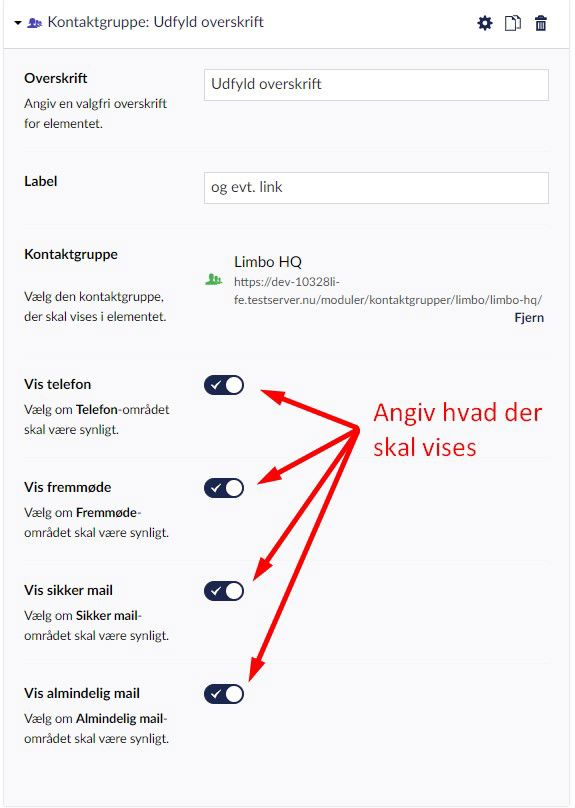 Kontaktgruppe: Udfyld overskrift
Overskrift
Angiv en valgfri overskrift
for elementet.
Udfyld overskrift
Label
og evt. link
Kontaktgruppe
Vælg den kontaktgruppe,
der skal vises i elementet.
Limbo HQ
https://dev-10328li-
fe.testserver.nu/moduler/kontaktgrupper/limbo/limbo-hq/
Fjern
Vis telefon
Vælg om Telefon-området
skal være synligt.
Angiv hvad der
skal vises
Vis fremmøde
Vælg om Fremmøde-
området skal være synligt.
Vis sikker mail
Vælg om Sikker mail-
området skal være synligt.
Vis almindelig mail
Vælg om Almindelig mail-
området skal være synligt.